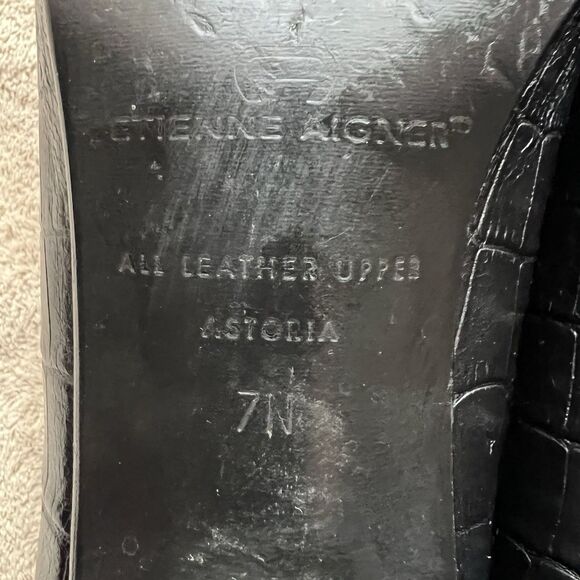 ETIENNE AIGNER®
ALL LEATHER UPPER
ASTORIA
7N